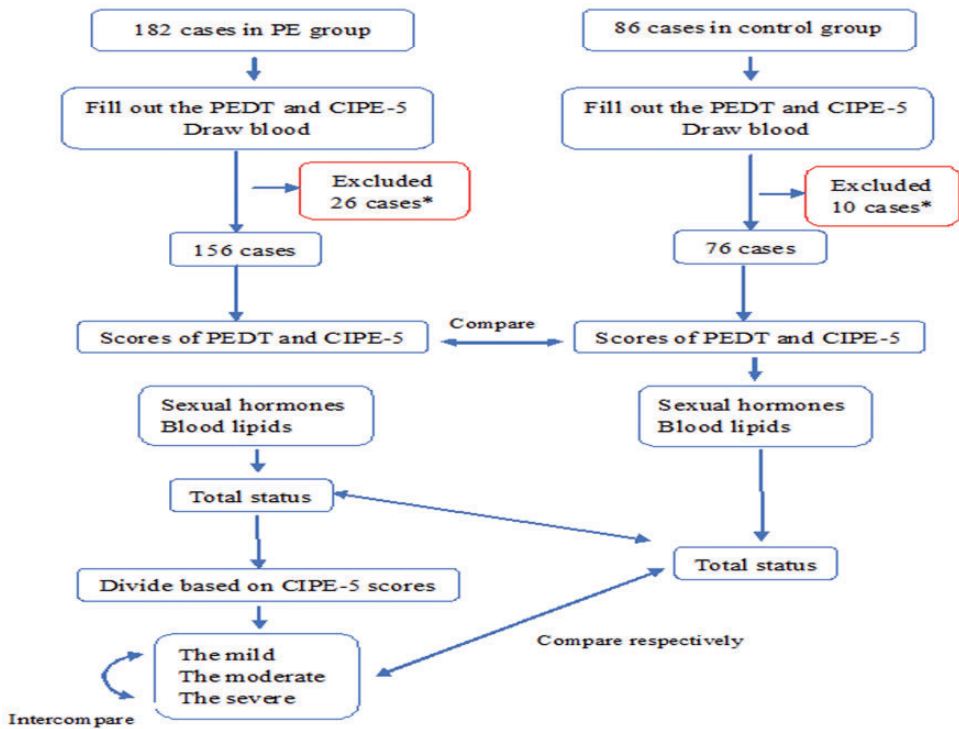 182 cases in PE group
86 cases in control group
Fill out the PEDT and CIPE-5
Draw blood
Fill out the PEDT and CIPE-5
Draw blood
Excluded
26 cases*
Excluded
10 cases*
156 cases
76 cases
Scores of PEDT and CIPE-5
Compare
Scores of PEDT and CIPE-5
Sexual hormones
Blood lipids
Sexual hormones
Blood lipids
Total status
Total status
Divide based on CIPE-5 scores
Compare respectively
The mild
The moderate
The severe
Intercompare